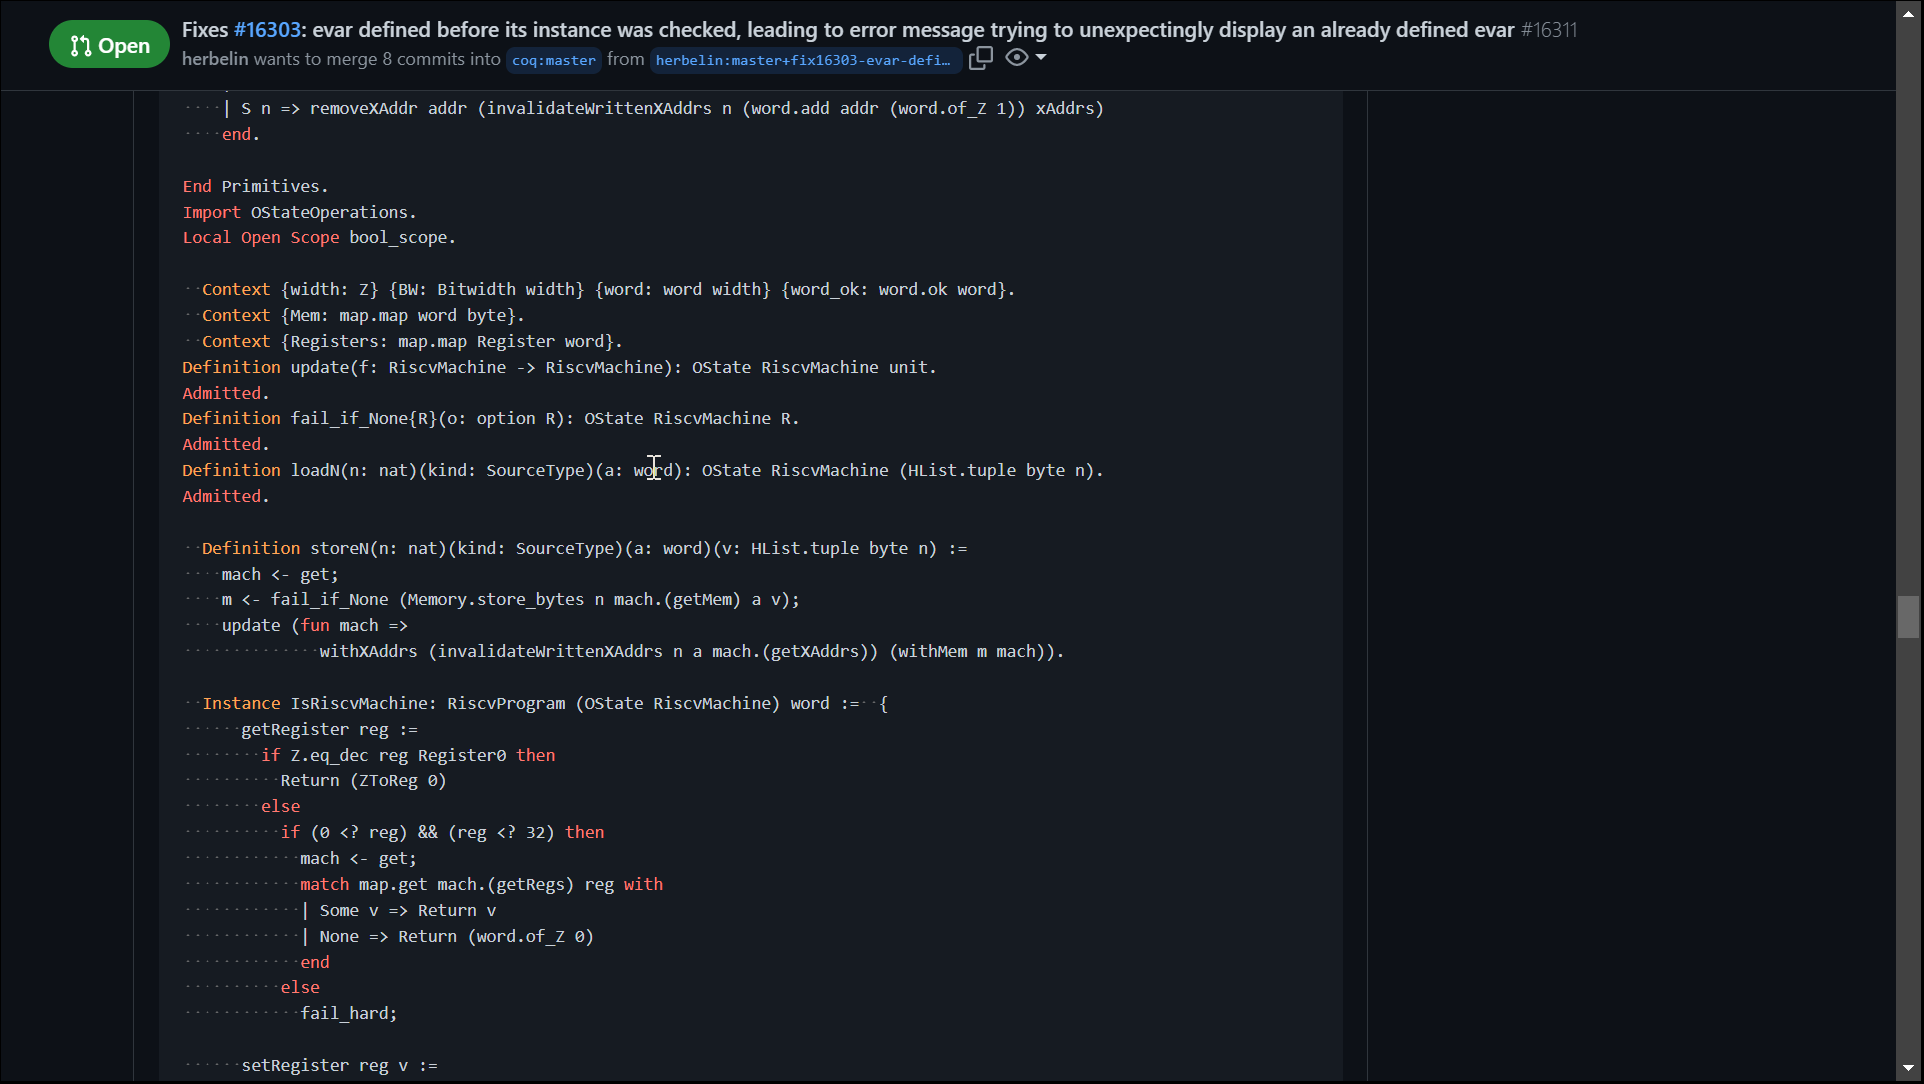 Open
Fixes #16303: evar defined before its instance was checked, leading to error message trying to unexpectingly display an already defined evar #16311
herbelin wants to merge 8 commits into coq:master from herbelin:master+fix16303-evar-defi…
| S n => removeXAddr addr (invalidateWrittenXAddrs n (word.add addr (word.of_Z 1)) xAddrs)
end.
End Primitives.
Import OStateOperations.
Local Open Scope bool_scope.
Context {width: Z} {BW: Bitwidth width} {word: word width} {word_ok: word.ok word}.
Context {Mem: map.map word byte}.
Context {Registers: map.map Register word}.
Definition update(f: RiscvMachine -> RiscvMachine): OState RiscvMachine unit.
Admitted.
Definition fail_if_None{R}(o: option R): OState RiscvMachine R.
Admitted.
Definition loadN(n: nat)(kind: SourceType)(a: word): OState RiscvMachine (HList.tuple byte n).
Admitted.
Definition storeN(n: nat)(kind: SourceType)(a: word)(v: HList.tuple byte n) :=
mach <- get;
m <- fail_if_None (Memory.store_bytes n mach.(getMem) a v);
update (fun mach =>
withXAddrs (invalidateWrittenXAddrs n a mach.(getXAddrs)) (withMem m mach)).
Instance IsRiscvMachine: RiscvProgram (OState RiscvMachine) word :=  {
getRegister reg :=
if Z.eq_dec reg Register0 then
Return (ZToReg 0)
else
if (0 <? reg) && (reg <? 32) then
mach <- get;
match map.get mach.(getRegs) reg with
| Some v => Return v
| None => Return (word.of_Z 0)
end
else
fail_hard;
setRegister reg v :=